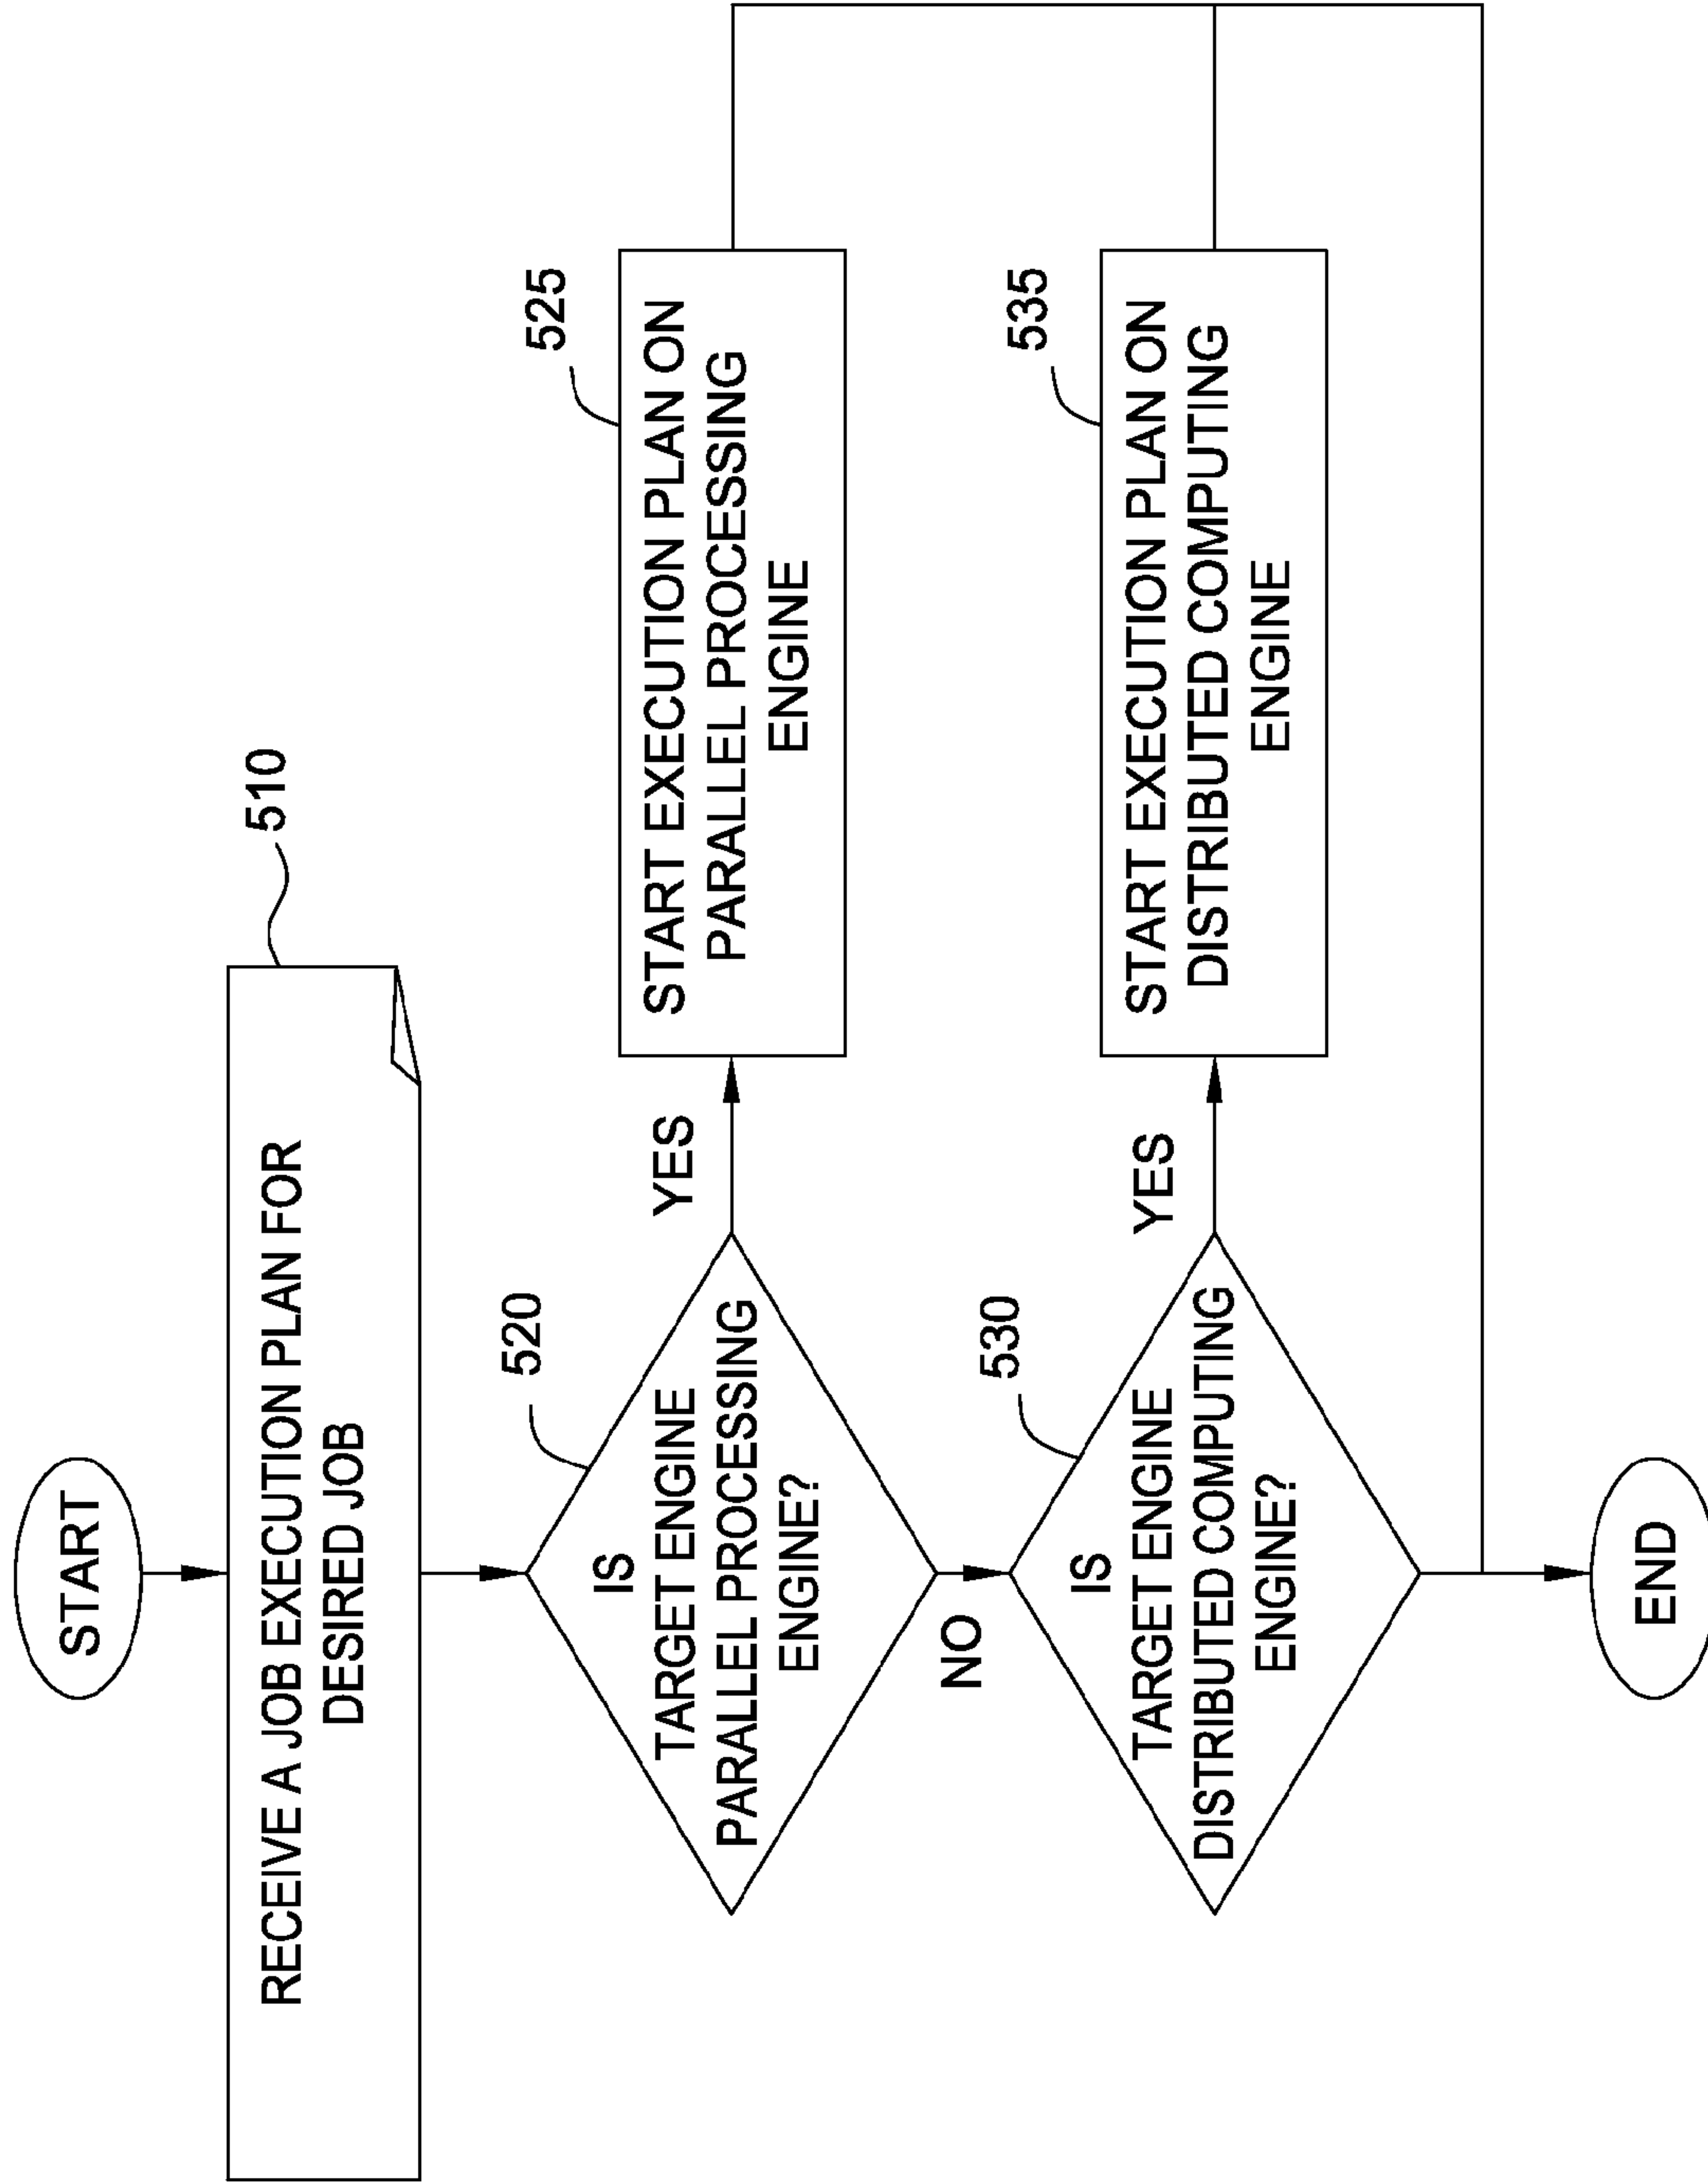 START
510
RECEIVE A JOB EXECUTION PLAN FOR
DESIRED JOB
520
IS
TARGET ENGINE
PARALLEL PROCESSING
ENGINE?
YES
525
START EXECUTION PLAN ON
PARALLEL PROCESSING
ENGINE
NO
530
IS
TARGET ENGINE
DISTRIBUTED COMPUTING
ENGINE?
YES
535
START EXECUTION PLAN ON
DISTRIBUTED COMPUTING
ENGINE
END